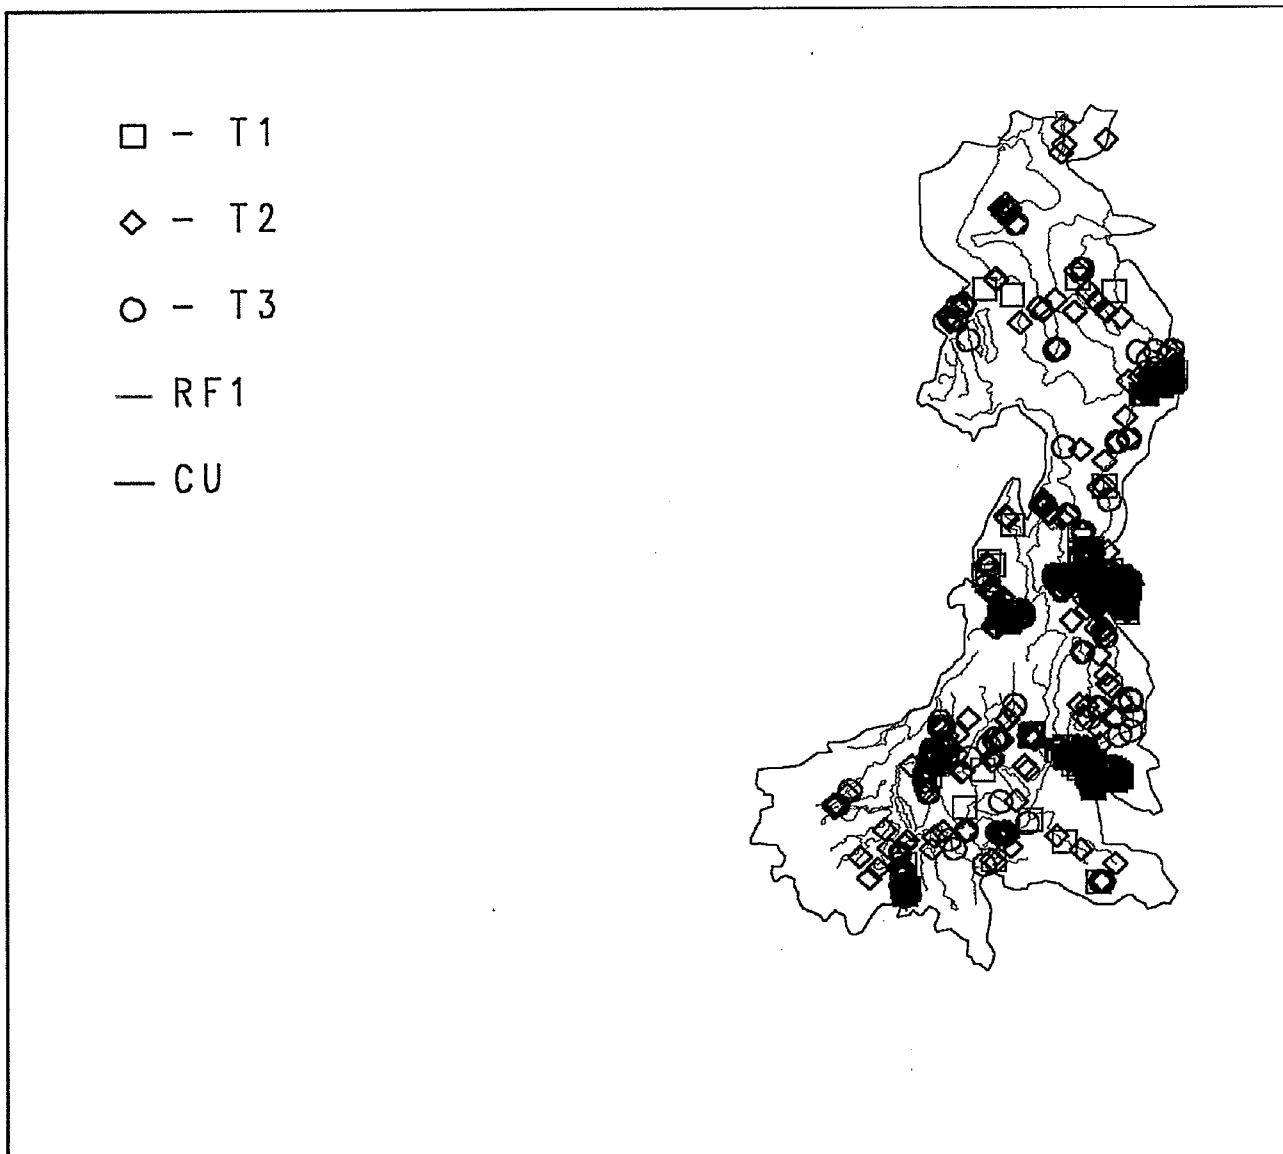 □ - T1
◇ - T2
○ - T3
— RF1
— CU